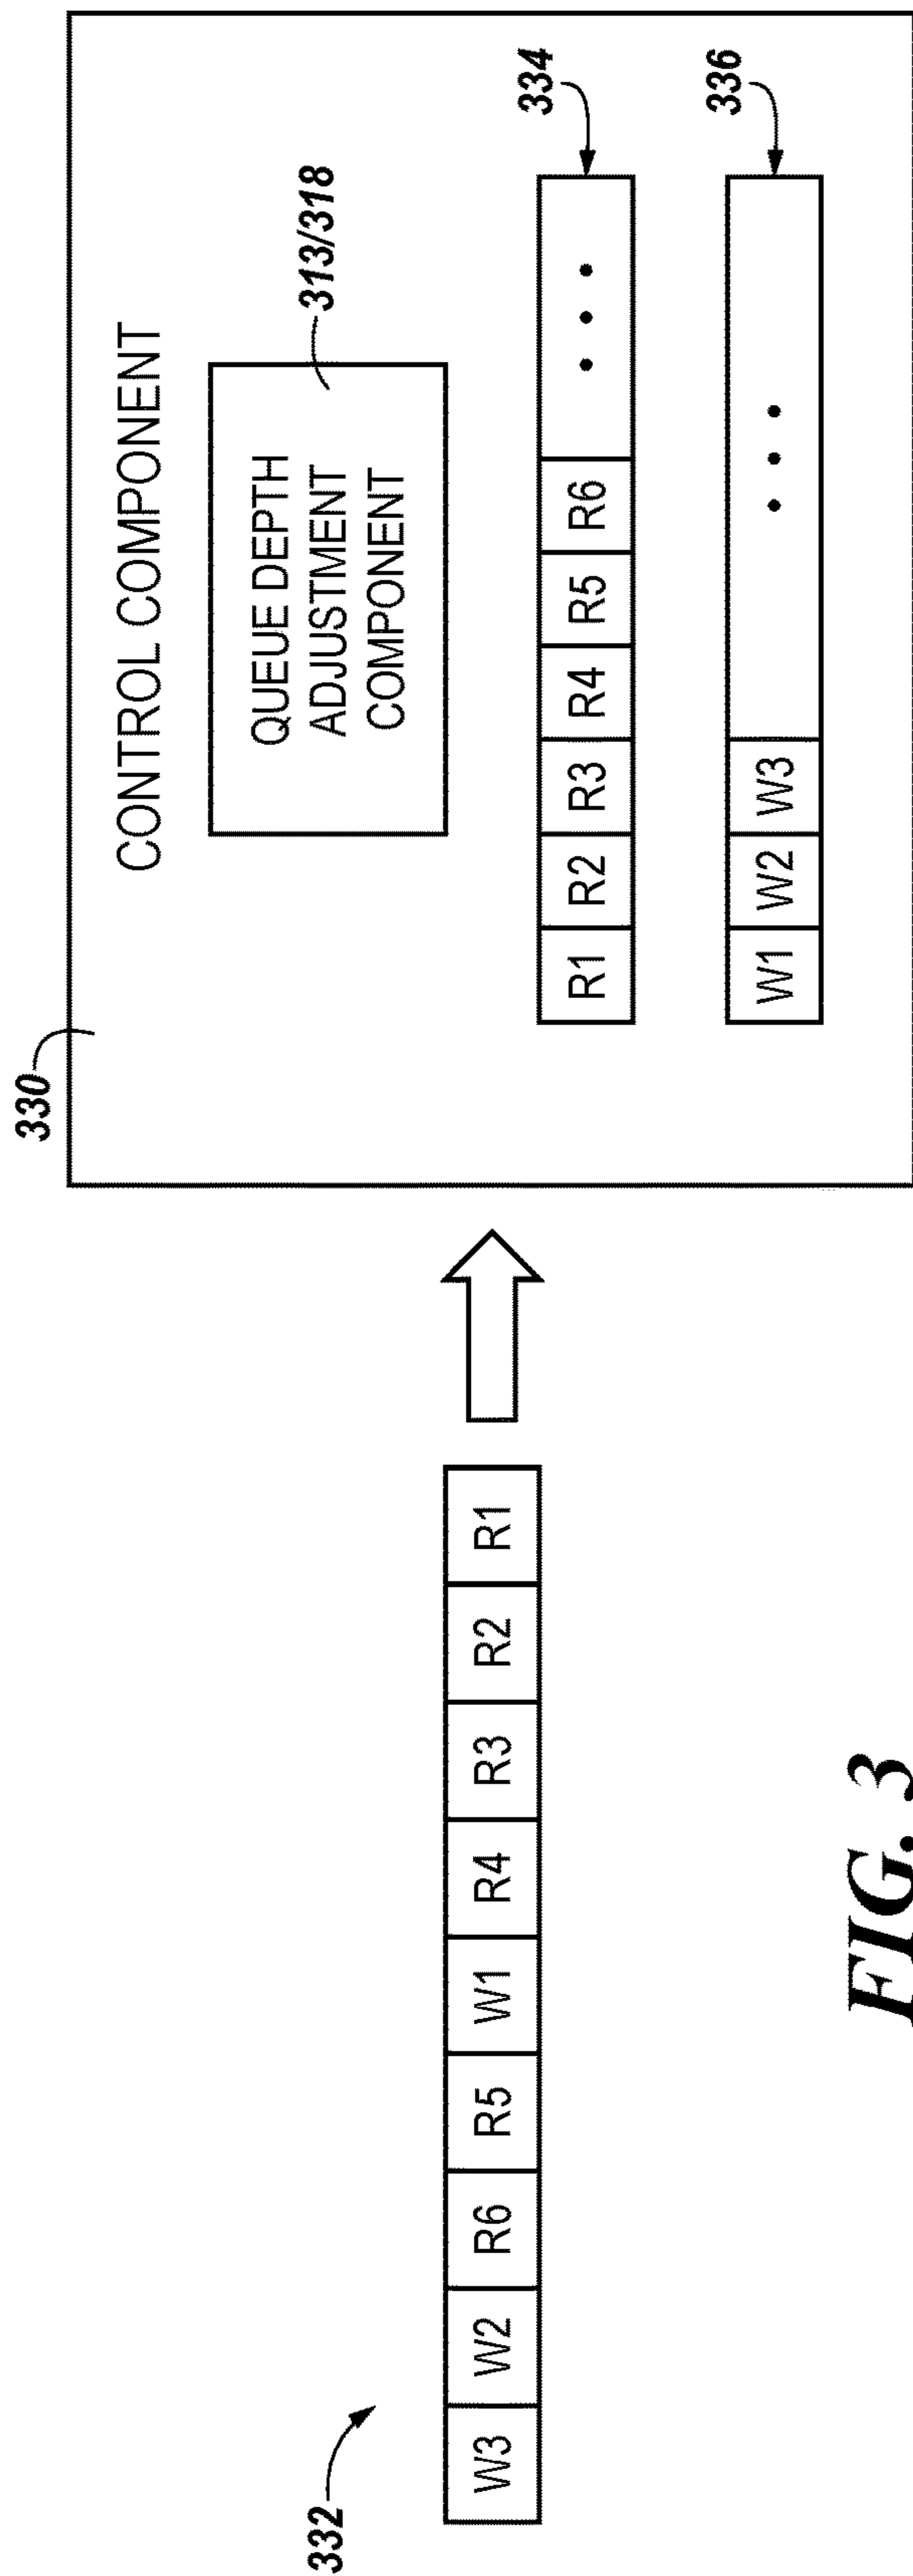 332
W3 W2 R6 R5 W1 R4 R3 R2 R1
330
CONTROL COMPONENT
QUEUE DEPTH
ADJUSTMENT
COMPONENT
313/318
R1 R2 R3 R4 R5 R6 • • •
334
W1 W2 W3 • • •
336
FIG. 3